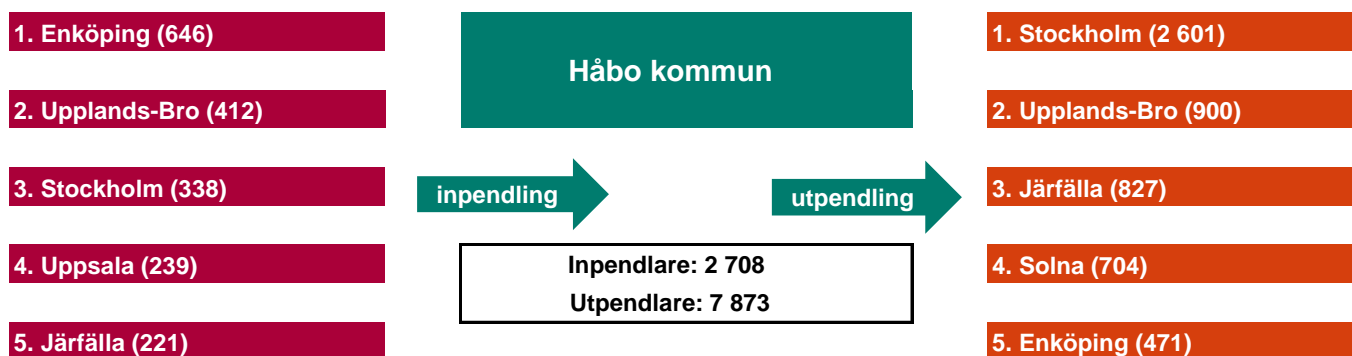 1. Enköping (646)
2. Upplands-Bro (412)
3. Stockholm (338)
4. Uppsala (239)
5. Järfälla (221)
Håbo kommun
inpendling
utpendling
Inpendlare: 2 708
Utpendlare: 7 873
1. Stockholm (2 601)
2. Upplands-Bro (900)
3. Järfälla (827)
4. Solna (704)
5. Enköping (471)